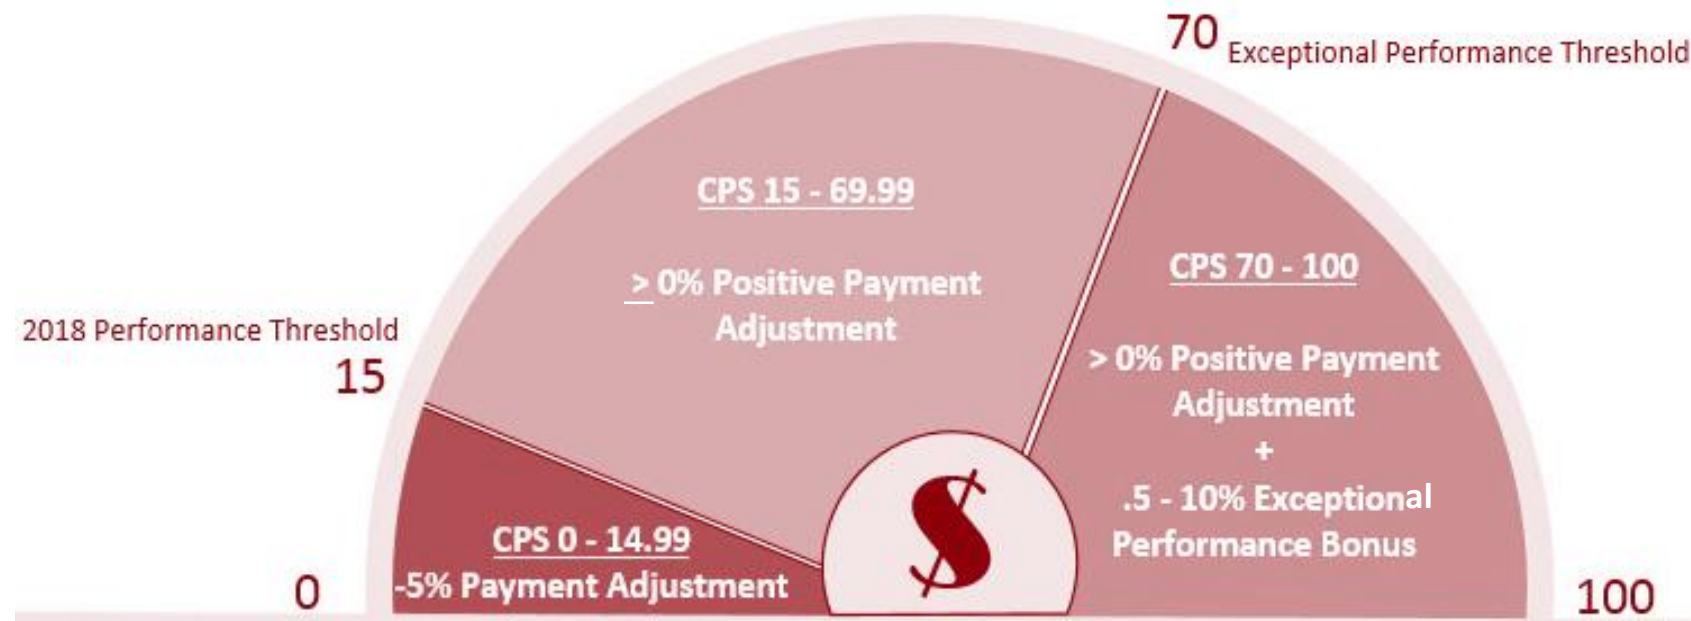 70 Exceptional Performance Threshold
CPS 15 - 69.99
> 0% Positive Payment
Adjustment
2018 Performance Threshold
15
CPS 70 - 100
> 0% Positive Payment
Adjustment
+
.5 - 10% Exceptional
Performance Bonus
CPS 0 - 14.99
-5% Payment Adjustment
$
0
100